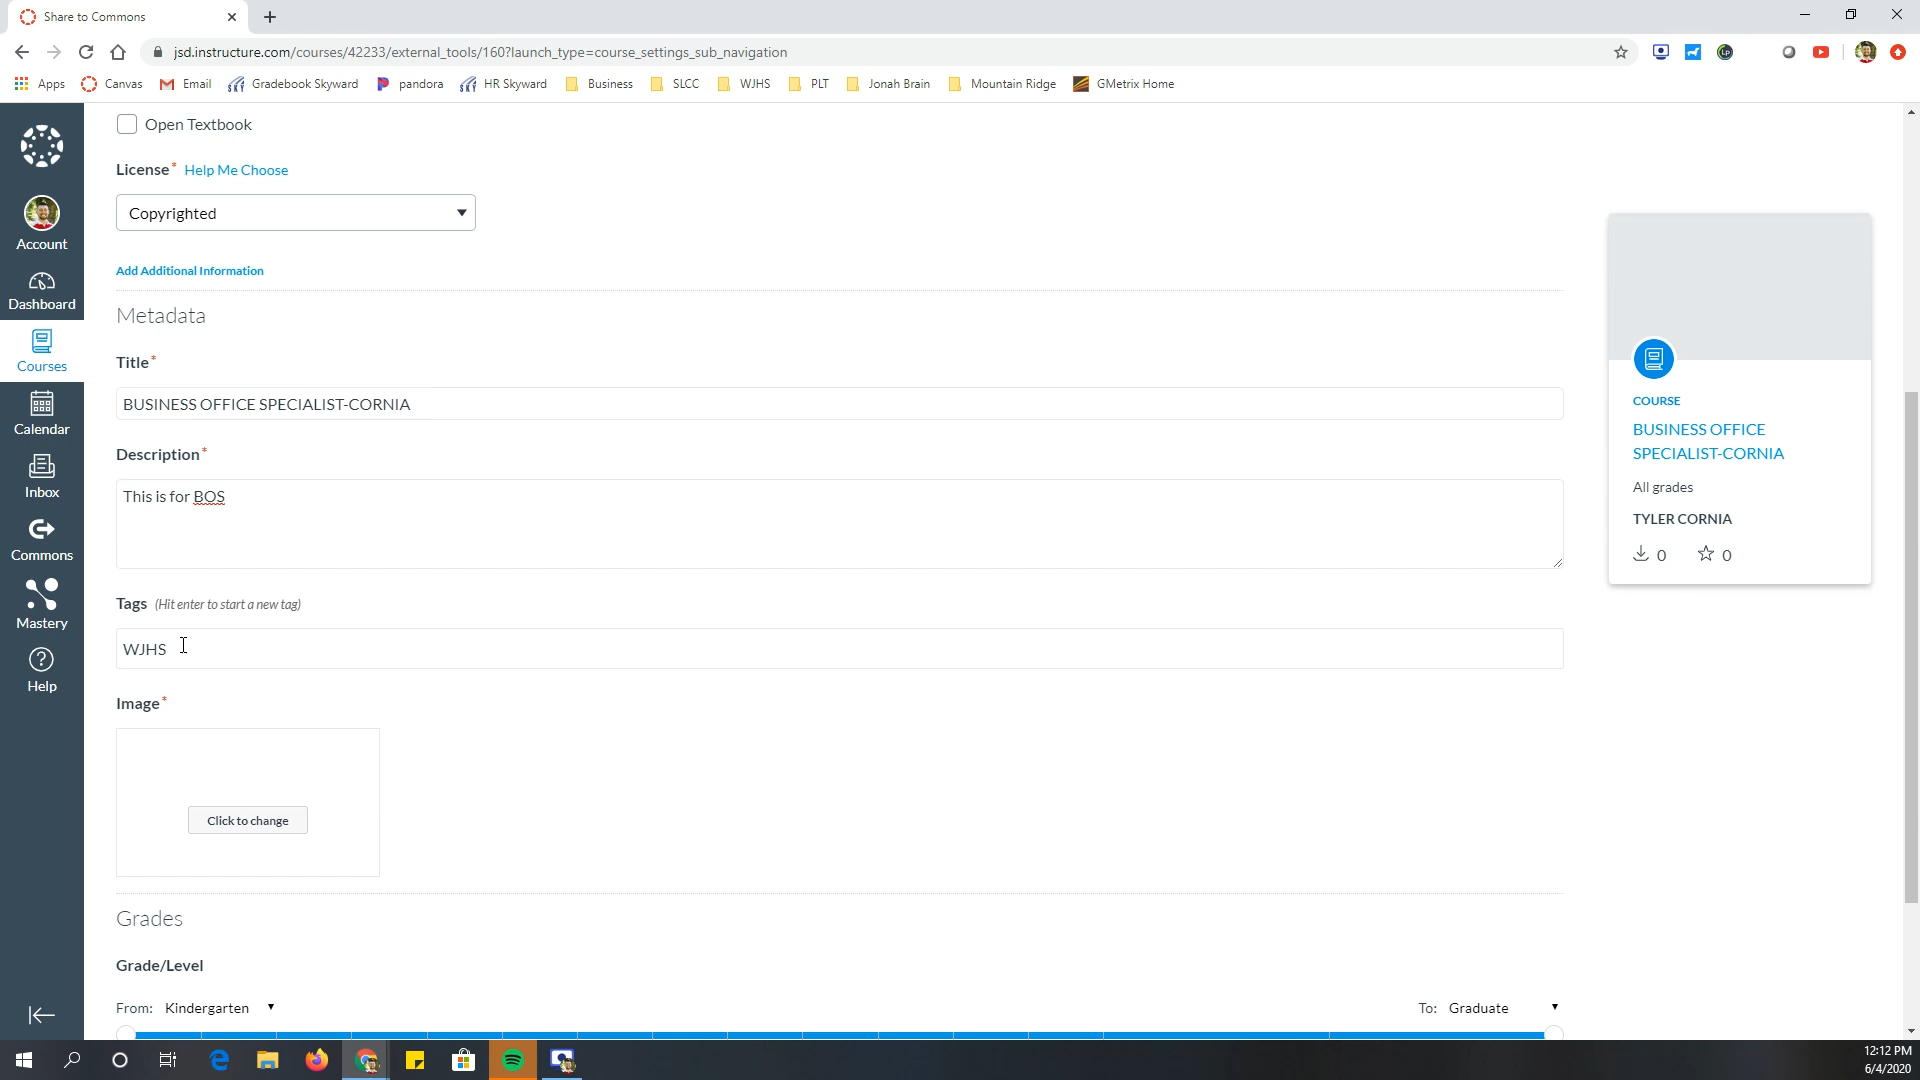 Share to Commons
jsd.instructure.com/courses/42233/external_tools/160?launch_type=course_settings_sub_navigation
Apps Canvas Email Gradebook Skyward pandora HR Skyward Business SLCC WJHS PLT Jonah Brain Mountain Ridge GMetrix Home
Account
Dashboard
Courses
Calendar
Inbox
Commons
Mastery
Help
Open Textbook
License* Help Me Choose
Copyrighted
Add Additional Information
Metadata
Title*
BUSINESS OFFICE SPECIALIST-CORNIA
Description*
This is for BOS
Tags (Hit enter to start a new tag)
WJHS
Image*
Click to change
Grades
Grade/Level
From: Kindergarten To: Graduate
COURSE
BUSINESS OFFICE
SPECIALIST-CORNIA
All grades
TYLER CORNIA
0 0
12:12 PM
6/4/2020